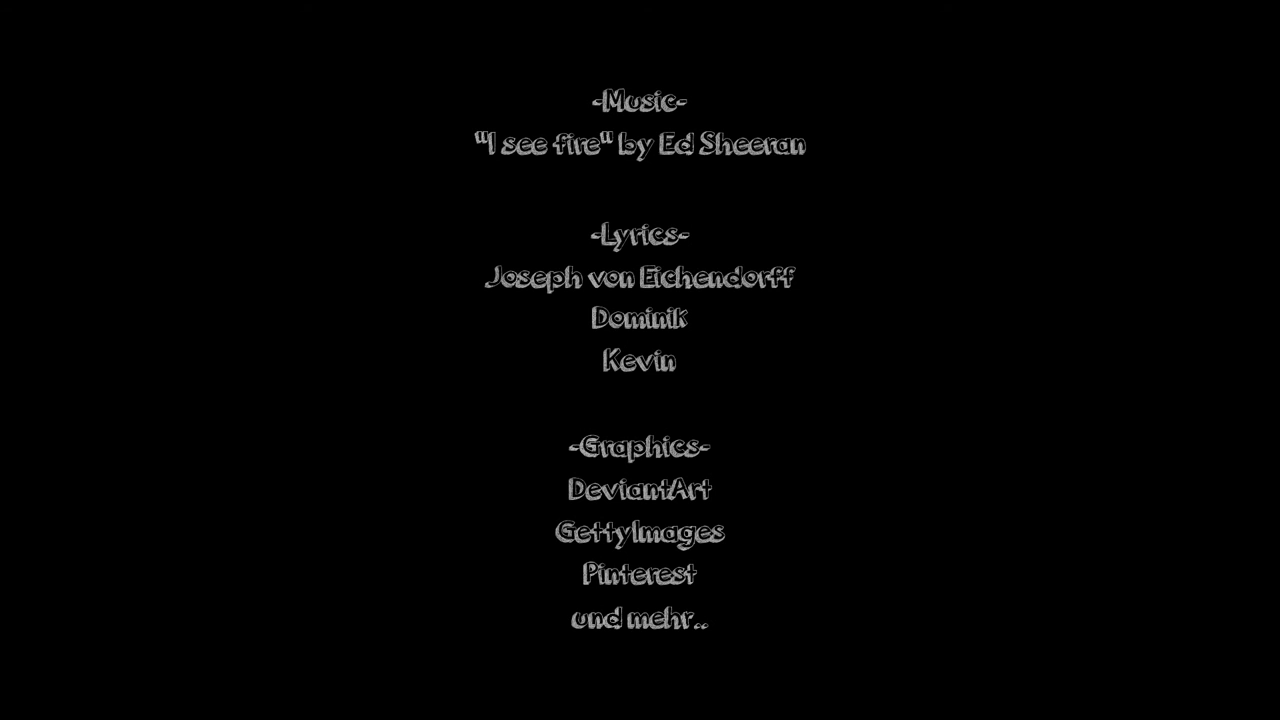 -Music-
"I see fire" by Ed Sheeran
-Lyrics-
Joseph von Eichendorff
Dominik
Kevin
-Graphics-
DeviantArt
GettyImages
Pinterest
und mehr..